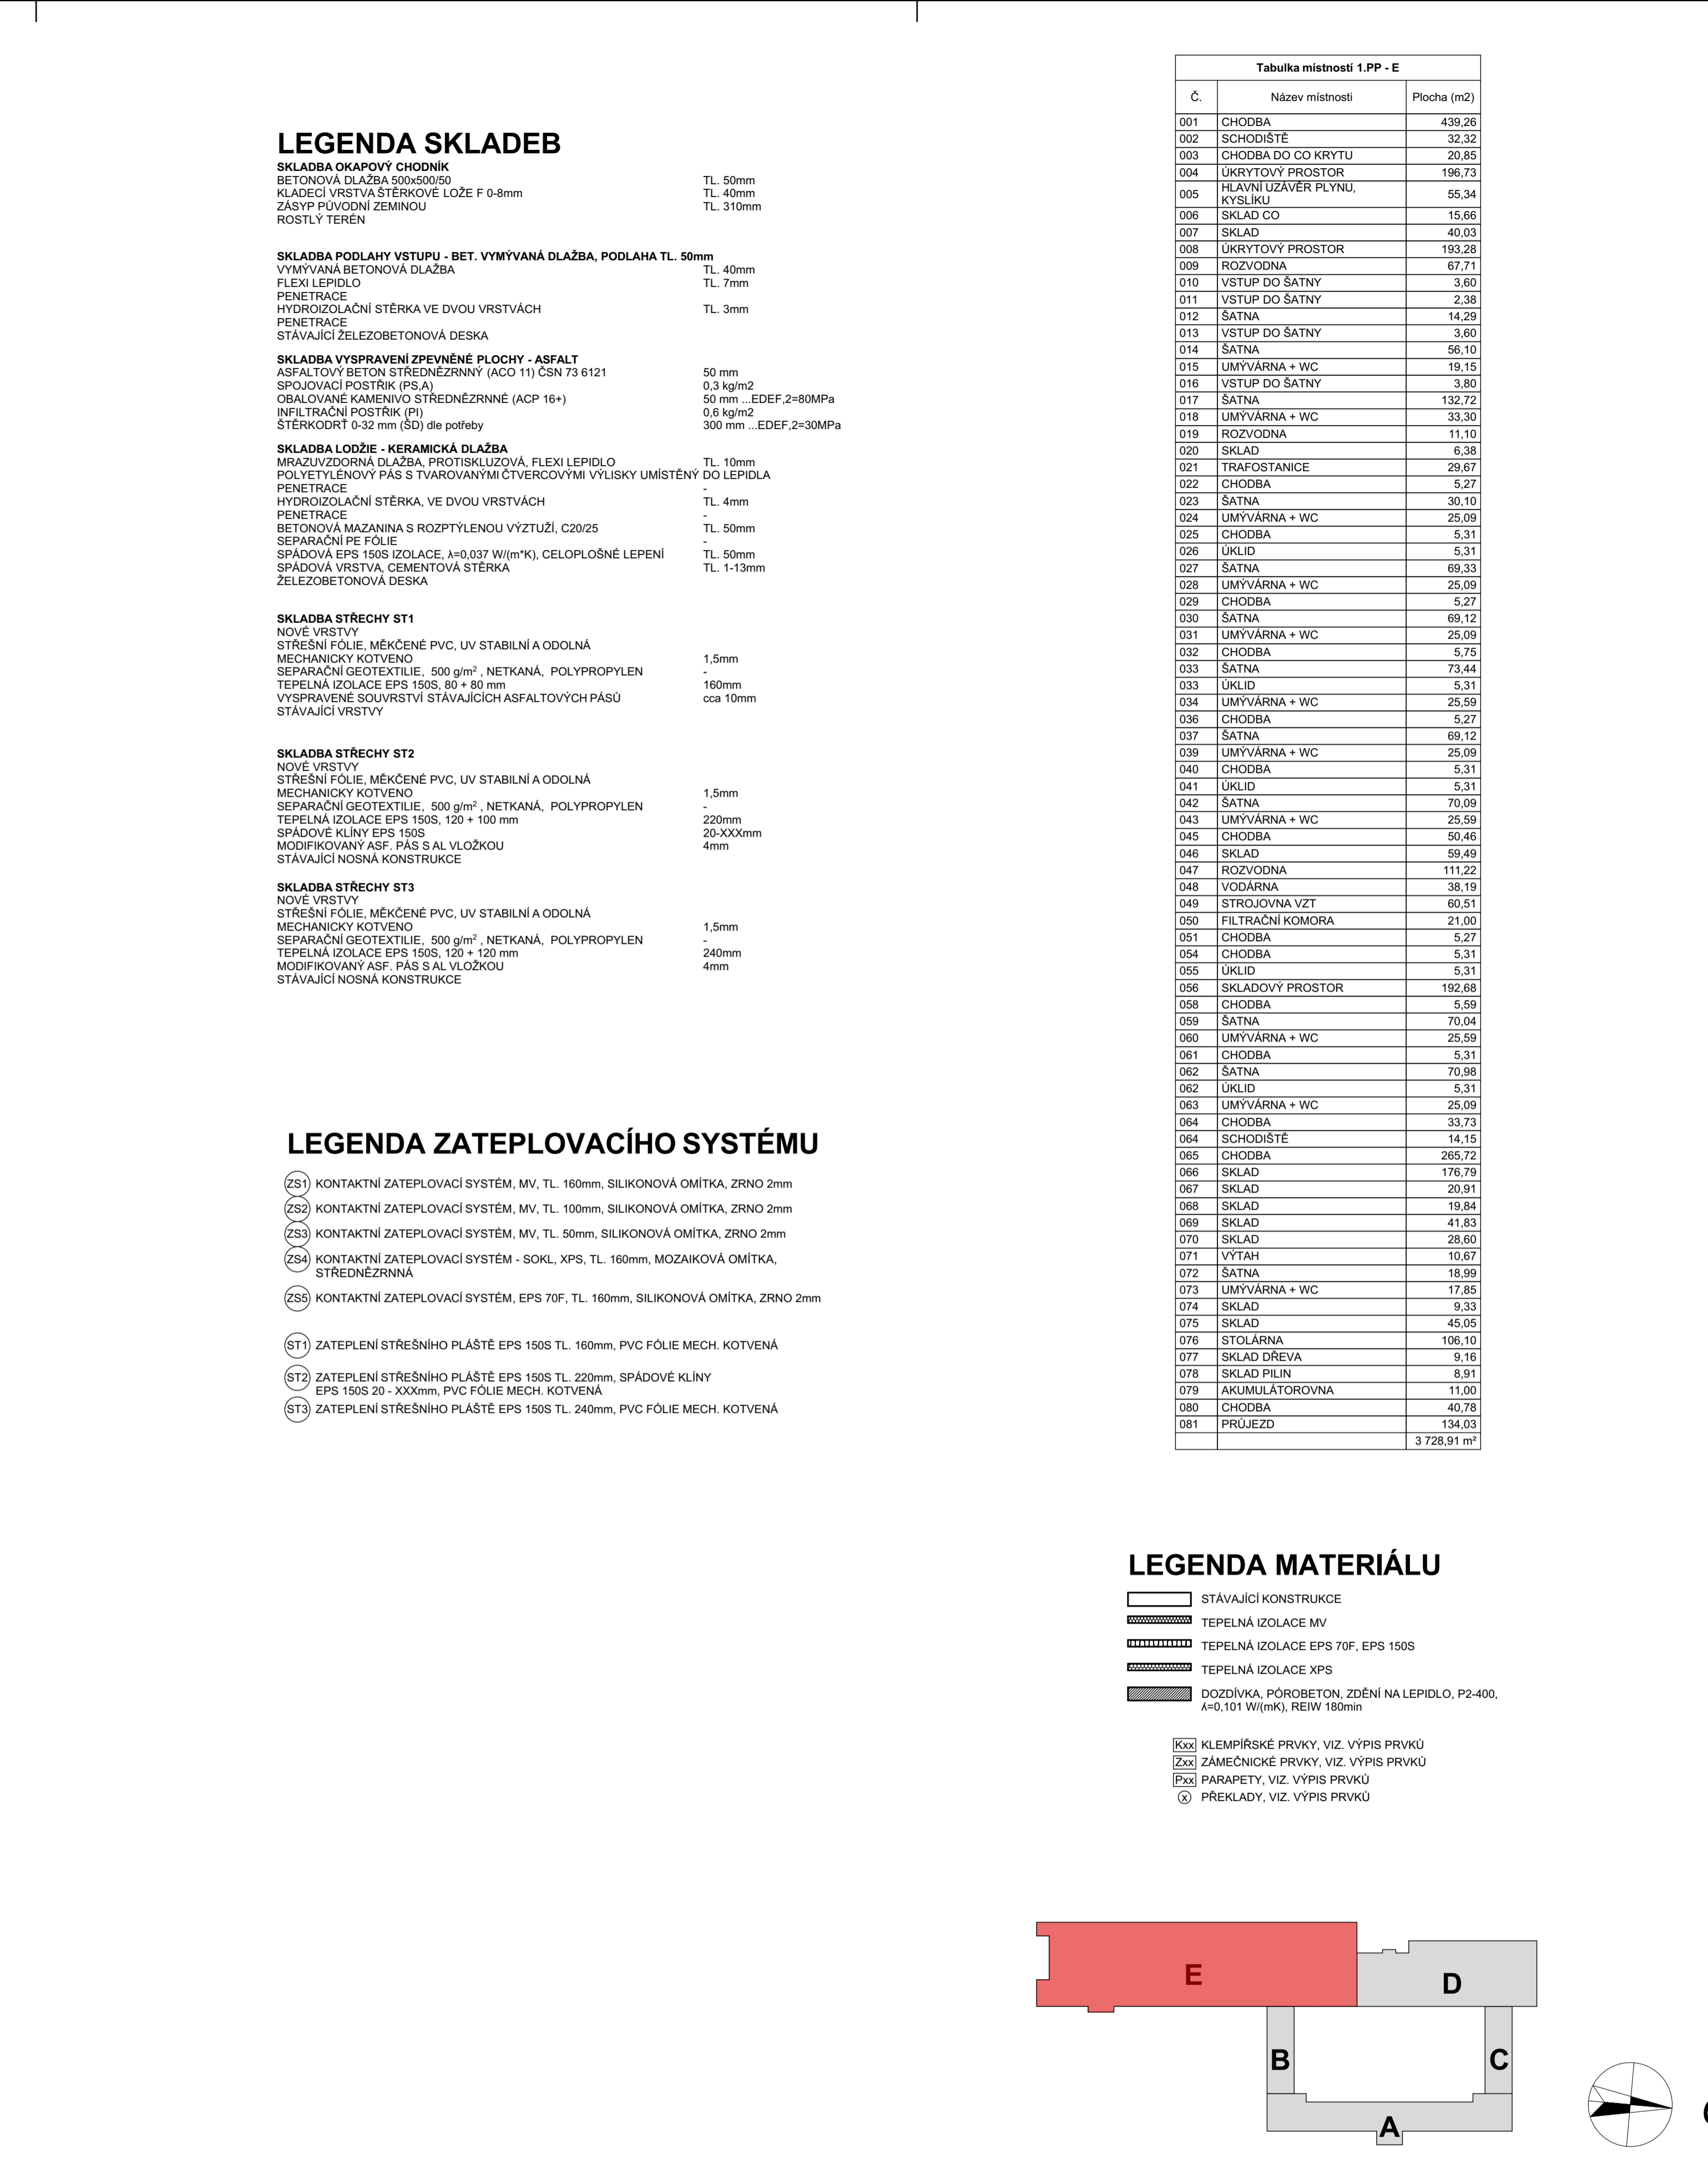 LEGENDA SKLADEB
SKLADBA OKAPOVÝ CHODNÍK
BETONOVÁ DLAŽBA 500x500/50 TL. 50mm
KLADECÍ VRSTVA ŠTĚRKOVÉ LOŽE F 0-8mm TL. 40mm
ZÁSYP PŮVODNÍ ZEMINOU TL. 310mm
ROSTLÝ TERÉN
SKLADBA PODLAHY VSTUPU - BET. VYMÝVANÁ DLAŽBA, PODLAHA TL. 50mm
VYMÝVANÁ BETONOVÁ DLAŽBA TL. 40mm
FLEXI LEPIDLO TL. 7mm
PENETRACE
HYDROIZOLAČNÍ STĚRKA VE DVOU VRSTVÁCH TL. 3mm
PENETRACE
STÁVAJÍCÍ ŽELEZOBETONOVÁ DESKA
SKLADBA VYSPRAVENÍ ZPEVNĚNÉ PLOCHY - ASFALT
ASFALTOVÝ BETON STŘEDNĚZRNNÝ (ACO 11) ČSN 73 6121 50 mm
SPOJOVACÍ POSTŘIK (PS,A) 0,3 kg/m2
OBALOVANÉ KAMENIVO STŘEDNĚZRNNÉ (ACP 16+) 50 mm ...EDEF,2=80MPa
INFILTRAČNÍ POSTŘIK (PI) 0,6 kg/m2
ŠTĚRKODRŤ 0-32 mm (ŠD) dle potřeby 300 mm ...EDEF,2=30MPa
SKLADBA LODŽIE - KERAMICKÁ DLAŽBA
MRAZUVZDORNÁ DLAŽBA, PROTISKLUZOVÁ, FLEXI LEPIDLO TL. 10mm
POLYETYLÉNOVÝ PÁS S TVAROVANÝMI ČTVERCOVÝMI VÝLISKY UMÍSTĚNÝ DO LEPIDLA
PENETRACE -
HYDROIZOLAČNÍ STĚRKA, VE DVOU VRSTVÁCH TL. 4mm
PENETRACE -
BETONOVÁ MAZANINA S ROZPTÝLENOU VÝZTUŽÍ, C20/25 TL. 50mm
SEPARAČNÍ PE FÓLIE -
SPÁDOVÁ EPS 150S IZOLACE, λ=0,037 W/(m*K), CELOPLOŠNÉ LEPENÍ TL. 50mm
SPÁDOVÁ VRSTVA, CEMENTOVÁ STĚRKA TL. 1-13mm
ŽELEZOBETONOVÁ DESKA
SKLADBA STŘECHY ST1
NOVÉ VRSTVY
STŘEŠNÍ FÓLIE, MĚKČENÉ PVC, UV STABILNÍ A ODOLNÁ
MECHANICKY KOTVENO 1,5mm
SEPARAČNÍ GEOTEXTILIE, 500 g/m² , NETKANÁ, POLYPROPYLEN -
TEPELNÁ IZOLACE EPS 150S, 80 + 80 mm 160mm
VYSPRAVENÉ SOUVRSTVÍ STÁVAJÍCÍCH ASFALTOVÝCH PÁSŮ cca 10mm
STÁVAJÍCÍ VRSTVY
SKLADBA STŘECHY ST2
NOVÉ VRSTVY
STŘEŠNÍ FÓLIE, MĚKČENÉ PVC, UV STABILNÍ A ODOLNÁ
MECHANICKY KOTVENO 1,5mm
SEPARAČNÍ GEOTEXTILIE, 500 g/m² , NETKANÁ, POLYPROPYLEN -
TEPELNÁ IZOLACE EPS 150S, 120 + 100 mm 220mm
SPÁDOVÉ KLÍNY EPS 150S 20-XXXmm
MODIFIKOVANÝ ASF. PÁS S AL VLOŽKOU 4mm
STÁVAJÍCÍ NOSNÁ KONSTRUKCE
SKLADBA STŘECHY ST3
NOVÉ VRSTVY
STŘEŠNÍ FÓLIE, MĚKČENÉ PVC, UV STABILNÍ A ODOLNÁ
MECHANICKY KOTVENO 1,5mm
SEPARAČNÍ GEOTEXTILIE, 500 g/m² , NETKANÁ, POLYPROPYLEN -
TEPELNÁ IZOLACE EPS 150S, 120 + 120 mm 240mm
MODIFIKOVANÝ ASF. PÁS S AL VLOŽKOU 4mm
STÁVAJÍCÍ NOSNÁ KONSTRUKCE
LEGENDA ZATEPLOVACÍHO SYSTÉMU
ZS1 KONTAKTNÍ ZATEPLOVACÍ SYSTÉM, MV, TL. 160mm, SILIKONOVÁ OMÍTKA, ZRNO 2mm
ZS2 KONTAKTNÍ ZATEPLOVACÍ SYSTÉM, MV, TL. 100mm, SILIKONOVÁ OMÍTKA, ZRNO 2mm
ZS3 KONTAKTNÍ ZATEPLOVACÍ SYSTÉM, MV, TL. 50mm, SILIKONOVÁ OMÍTKA, ZRNO 2mm
ZS4 KONTAKTNÍ ZATEPLOVACÍ SYSTÉM - SOKL, XPS, TL. 160mm, MOZAIKOVÁ OMÍTKA,
STŘEDNĚZRNNÁ
ZS5 KONTAKTNÍ ZATEPLOVACÍ SYSTÉM, EPS 70F, TL. 160mm, SILIKONOVÁ OMÍTKA, ZRNO 2mm
ST1 ZATEPLENÍ STŘEŠNÍHO PLÁŠTĚ EPS 150S TL. 160mm, PVC FÓLIE MECH. KOTVENÁ
ST2 ZATEPLENÍ STŘEŠNÍHO PLÁŠTĚ EPS 150S TL. 220mm, SPÁDOVÉ KLÍNY
EPS 150S 20 - XXXmm, PVC FÓLIE MECH. KOTVENÁ
ST3 ZATEPLENÍ STŘEŠNÍHO PLÁŠTĚ EPS 150S TL. 240mm, PVC FÓLIE MECH. KOTVENÁ
Tabulka místností 1.PP - E
Č. Název místnosti Plocha (m2)
001 CHODBA 439,26
002 SCHODIŠTĚ 32,32
003 CHODBA DO CO KRYTU 20,85
004 ÚKRYTOVÝ PROSTOR 196,73
005 HLAVNÍ UZÁVĚR PLYNU,
KYSLÍKU 55,34
006 SKLAD CO 15,66
007 SKLAD 40,03
008 ÚKRYTOVÝ PROSTOR 193,28
009 ROZVODNA 67,71
010 VSTUP DO ŠATNY 3,60
011 VSTUP DO ŠATNY 2,38
012 ŠATNA 14,29
013 VSTUP DO ŠATNY 3,60
014 ŠATNA 56,10
015 UMÝVÁRNA + WC 19,15
016 VSTUP DO ŠATNY 3,80
017 ŠATNA 132,72
018 UMÝVÁRNA + WC 33,30
019 ROZVODNA 11,10
020 SKLAD 6,38
021 TRAFOSTANICE 29,67
022 CHODBA 5,27
023 ŠATNA 30,10
024 UMÝVÁRNA + WC 25,09
025 CHODBA 5,31
026 ÚKLID 5,31
027 ŠATNA 69,33
028 UMÝVÁRNA + WC 25,09
029 CHODBA 5,27
030 ŠATNA 69,12
031 UMÝVÁRNA + WC 25,09
032 CHODBA 5,75
033 ŠATNA 73,44
033 ÚKLID 5,31
034 UMÝVÁRNA + WC 25,59
036 CHODBA 5,27
037 ŠATNA 69,12
039 UMÝVÁRNA + WC 25,09
040 CHODBA 5,31
041 ÚKLID 5,31
042 ŠATNA 70,09
043 UMÝVÁRNA + WC 25,59
045 CHODBA 50,46
046 SKLAD 59,49
047 ROZVODNA 111,22
048 VODÁRNA 38,19
049 STROJOVNA VZT 60,51
050 FILTRAČNÍ KOMORA 21,00
051 CHODBA 5,27
054 CHODBA 5,31
055 ÚKLID 5,31
056 SKLADOVÝ PROSTOR 192,68
058 CHODBA 5,59
059 ŠATNA 70,04
060 UMÝVÁRNA + WC 25,59
061 CHODBA 5,31
062 ŠATNA 70,98
062 ÚKLID 5,31
063 UMÝVÁRNA + WC 25,09
064 CHODBA 33,73
064 SCHODIŠTĚ 14,15
065 CHODBA 265,72
066 SKLAD 176,79
067 SKLAD 20,91
068 SKLAD 19,84
069 SKLAD 41,83
070 SKLAD 28,60
071 VÝTAH 10,67
072 ŠATNA 18,99
073 UMÝVÁRNA + WC 17,85
074 SKLAD 9,33
075 SKLAD 45,05
076 STOLÁRNA 106,10
077 SKLAD DŘEVA 9,16
078 SKLAD PILIN 8,91
079 AKUMULÁTOROVNA 11,00
080 CHODBA 40,78
081 PRŮJEZD 134,03
3 728,91 m²
LEGENDA MATERIÁLU
STÁVAJÍCÍ KONSTRUKCE
TEPELNÁ IZOLACE MV
TEPELNÁ IZOLACE EPS 70F, EPS 150S
TEPELNÁ IZOLACE XPS
DOZDÍVKA, PÓROBETON, ZDĚNÍ NA LEPIDLO, P2-400,
λ=0,101 W/(mK), REIW 180min
Kxx KLEMPÍŘSKÉ PRVKY, VIZ. VÝPIS PRVKŮ
Zxx ZÁMEČNICKÉ PRVKY, VIZ. VÝPIS PRVKŮ
Pxx PARAPETY, VIZ. VÝPIS PRVKŮ
x PŘEKLADY, VIZ. VÝPIS PRVKŮ
E
D
B
C
A